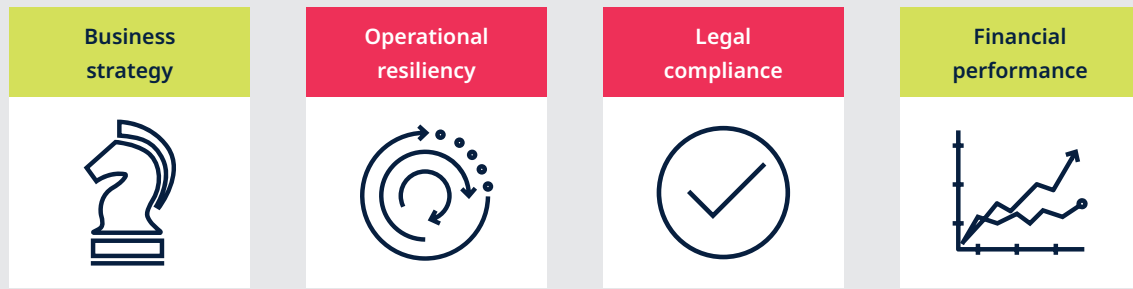 Business
strategy
Operational
resiliency
Legal
compliance
Financial
performance